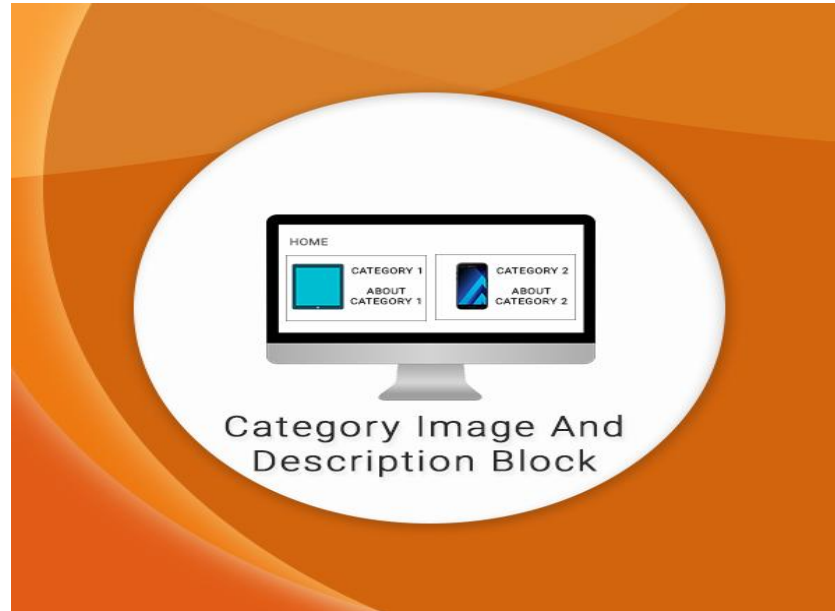 HOME
CATEGORY 1
ABOUT
CATEGORY 1
CATEGORY 2
ABOUT
CATEGORY 2
Category Image And
Description Block